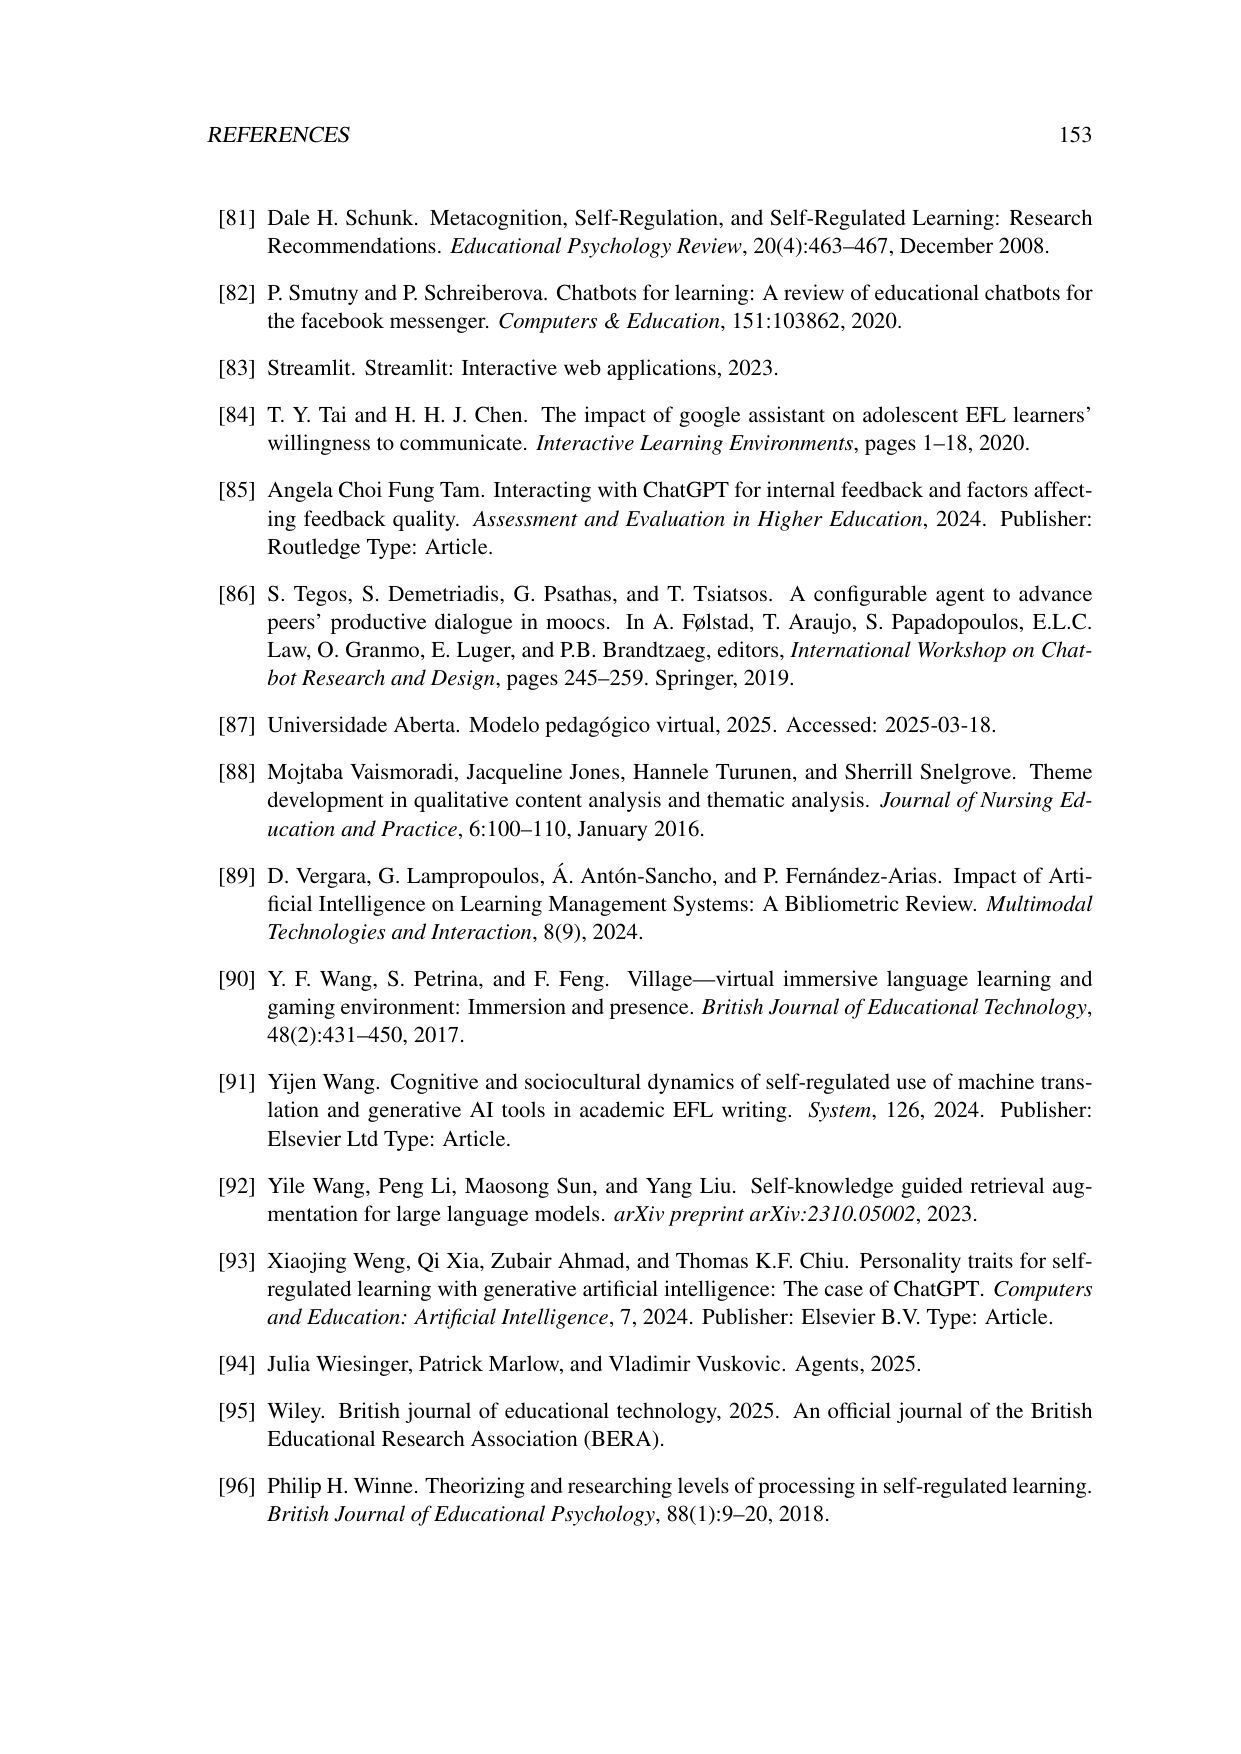 REFERENCES 153
[81] Dale H. Schunk. Metacognition, Self-Regulation, and Self-Regulated Learning: Research
Recommendations. Educational Psychology Review, 20(4):463–467, December 2008.
[82] P. Smutny and P. Schreiberova. Chatbots for learning: A review of educational chatbots for
the facebook messenger. Computers & Education, 151:103862, 2020.
[83] Streamlit. Streamlit: Interactive web applications, 2023.
[84] T. Y. Tai and H. H. J. Chen. The impact of google assistant on adolescent EFL learners’
willingness to communicate. Interactive Learning Environments, pages 1–18, 2020.
[85] Angela Choi Fung Tam. Interacting with ChatGPT for internal feedback and factors affect-
ing feedback quality. Assessment and Evaluation in Higher Education, 2024. Publisher:
Routledge Type: Article.
[86] S. Tegos, S. Demetriadis, G. Psathas, and T. Tsiatsos. A configurable agent to advance
peers’ productive dialogue in moocs. In A. Følstad, T. Araujo, S. Papadopoulos, E.L.C.
Law, O. Granmo, E. Luger, and P.B. Brandtzaeg, editors, International Workshop on Chat-
bot Research and Design, pages 245–259. Springer, 2019.
[87] Universidade Aberta. Modelo pedagógico virtual, 2025. Accessed: 2025-03-18.
[88] Mojtaba Vaismoradi, Jacqueline Jones, Hannele Turunen, and Sherrill Snelgrove. Theme
development in qualitative content analysis and thematic analysis. Journal of Nursing Ed-
ucation and Practice, 6:100–110, January 2016.
[89] D. Vergara, G. Lampropoulos, Á. Antón-Sancho, and P. Fernández-Arias. Impact of Arti-
ficial Intelligence on Learning Management Systems: A Bibliometric Review. Multimodal
Technologies and Interaction, 8(9), 2024.
[90] Y. F. Wang, S. Petrina, and F. Feng. Village—virtual immersive language learning and
gaming environment: Immersion and presence. British Journal of Educational Technology,
48(2):431–450, 2017.
[91] Yijen Wang. Cognitive and sociocultural dynamics of self-regulated use of machine trans-
lation and generative AI tools in academic EFL writing. System, 126, 2024. Publisher:
Elsevier Ltd Type: Article.
[92] Yile Wang, Peng Li, Maosong Sun, and Yang Liu. Self-knowledge guided retrieval aug-
mentation for large language models. arXiv preprint arXiv:2310.05002, 2023.
[93] Xiaojing Weng, Qi Xia, Zubair Ahmad, and Thomas K.F. Chiu. Personality traits for self-
regulated learning with generative artificial intelligence: The case of ChatGPT. Computers
and Education: Artificial Intelligence, 7, 2024. Publisher: Elsevier B.V. Type: Article.
[94] Julia Wiesinger, Patrick Marlow, and Vladimir Vuskovic. Agents, 2025.
[95] Wiley. British journal of educational technology, 2025. An official journal of the British
Educational Research Association (BERA).
[96] Philip H. Winne. Theorizing and researching levels of processing in self-regulated learning.
British Journal of Educational Psychology, 88(1):9–20, 2018.